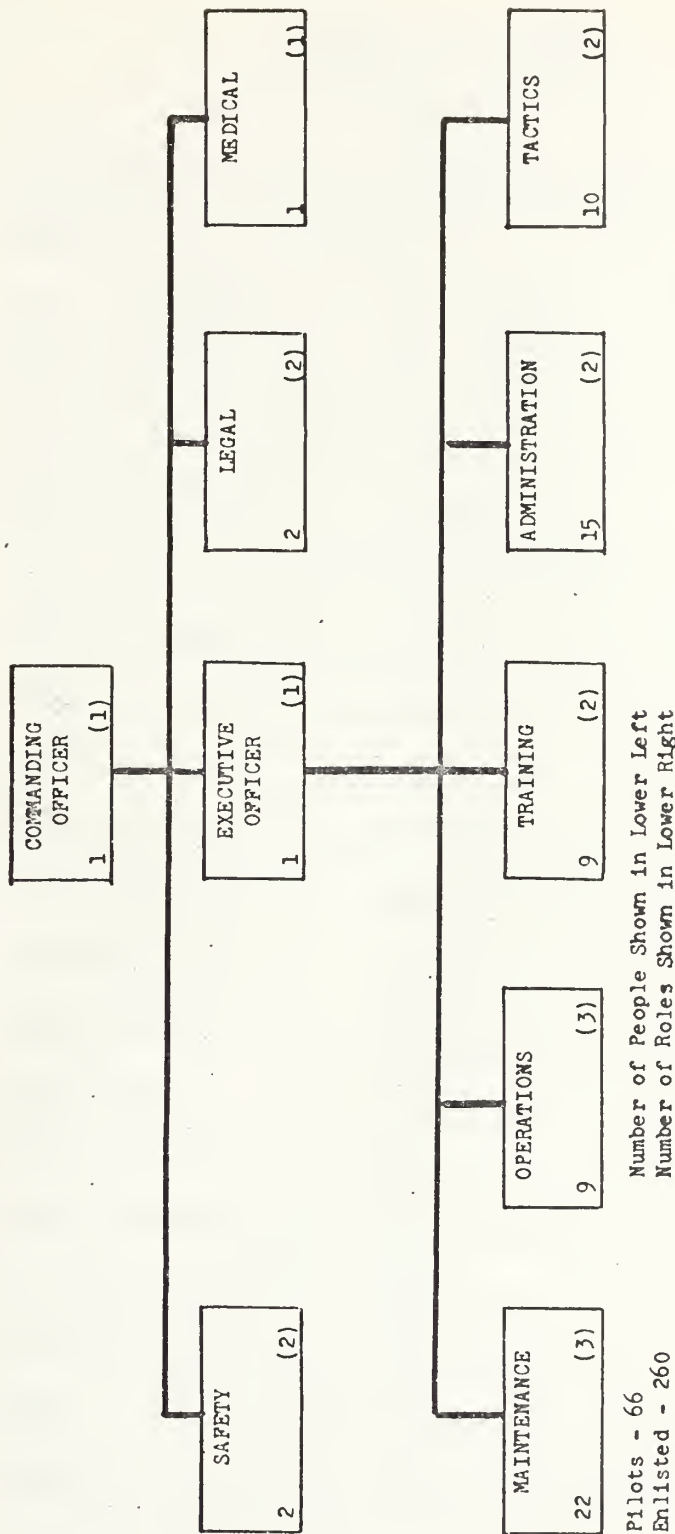 COMMANDING
OFFICER
1 (1)
SAFETY
2 (2)
EXECUTIVE
OFFICER
1 (1)
LEGAL
2 (2)
MEDICAL
1 (1)
MAINTENANCE
22 (3)
OPERATIONS
9 (3)
TRAINING
9 (2)
ADMINISTRATION
15 (2)
TACTICS
10 (2)
Pilots - 66
Enlisted - 260
Number of People Shown in Lower Left
Number of Roles Shown in Lower Right